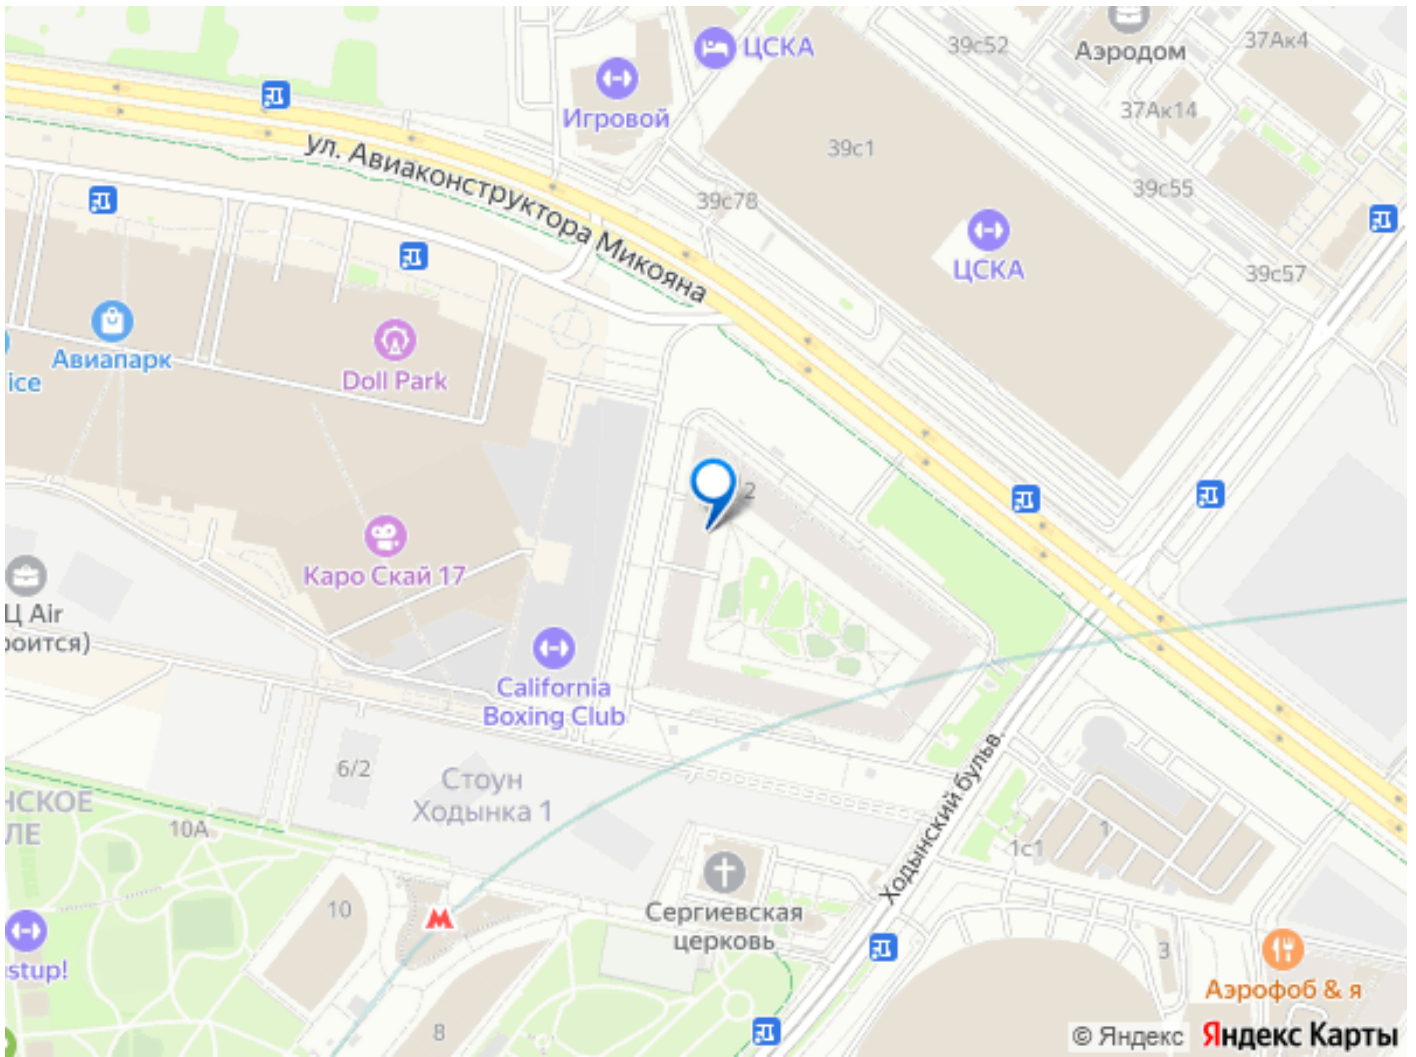 ЦСКА
39с52
Аэродом
37Ак4
Игровой
37Ак14
ул. Авиаконструктора Микояна
39с1
39с55
39с78
ЦСКА
39с57
Авиапарк
ice
Doll Park
2
Каро Скай 17
Ц Air
роится)
California
Boxing Club
6/2
Стоун
Ходынка 1
НСКОЕ
ЛЕ
10А
Ходынский бульв.
1
1с1
10
Сергиевская
церковь
3
stup!
Аэрофоб & я
8
© Яндекс
Яндекс Карты